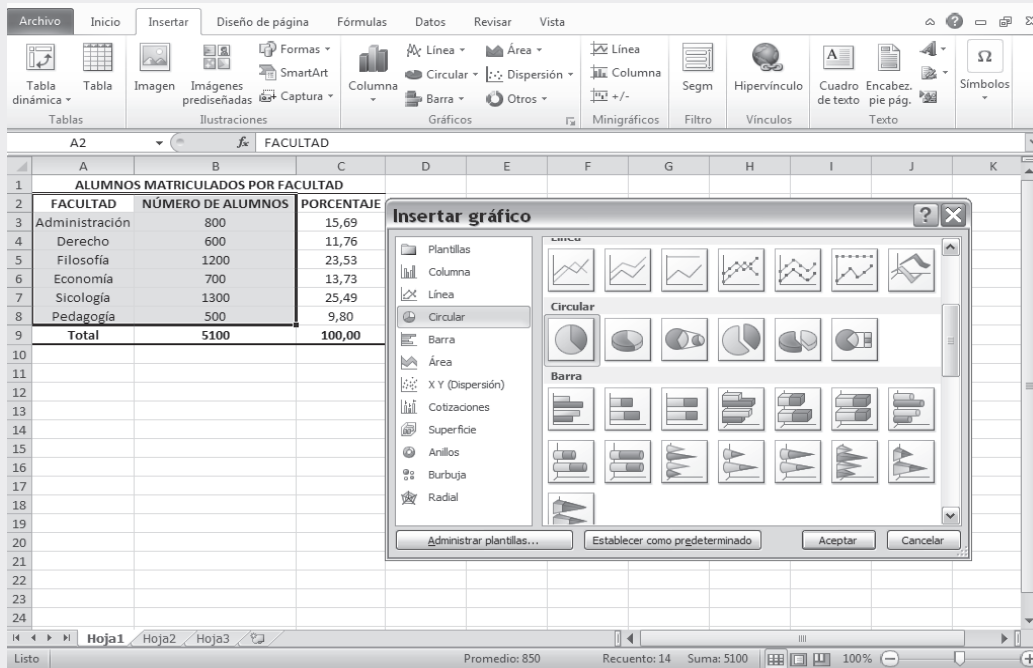 Archivo Inicio Insertar Diseño de página Fórmulas Datos Revisar Vista
Tabla dinámica
Tabla
Tablas
Imagen
Imágenes prediseñadas
Formas
SmartArt
Captura
Ilustraciones
Columna
Línea
Circular
Barra
Área
Dispersión
Otros
Gráficos
Línea
Columna
+/-
Minigráficos
Segm
Filtro
Hipervínculo
Vínculos
Cuadro de texto
Encabez. pie pág.
Texto
Símbolos
A2 fx FACULTAD
A B C D E F G H I J K
1 ALUMNOS MATRICULADOS POR FACULTAD
2 FACULTAD NÚMERO DE ALUMNOS PORCENTAJE
3 Administración 800 15,69
4 Derecho 600 11,76
5 Filosofía 1200 23,53
6 Economía 700 13,73
7 Sicología 1300 25,49
8 Pedagogía 500 9,80
9 Total 5100 100,00
10
11
12
13
14
15
16
17
18
19
20
21
22
23
24
Insertar gráfico
Plantillas
Columna
Línea
Circular
Barra
Área
X Y (Dispersión)
Cotizaciones
Superficie
Anillos
Burbuja
Radial
Línea
Circular
Barra
Administrar plantillas... Establecer como predeterminado Aceptar Cancelar
Hoja1 Hoja2 Hoja3
Listo Promedio: 850 Recuento: 14 Suma: 5100 100%